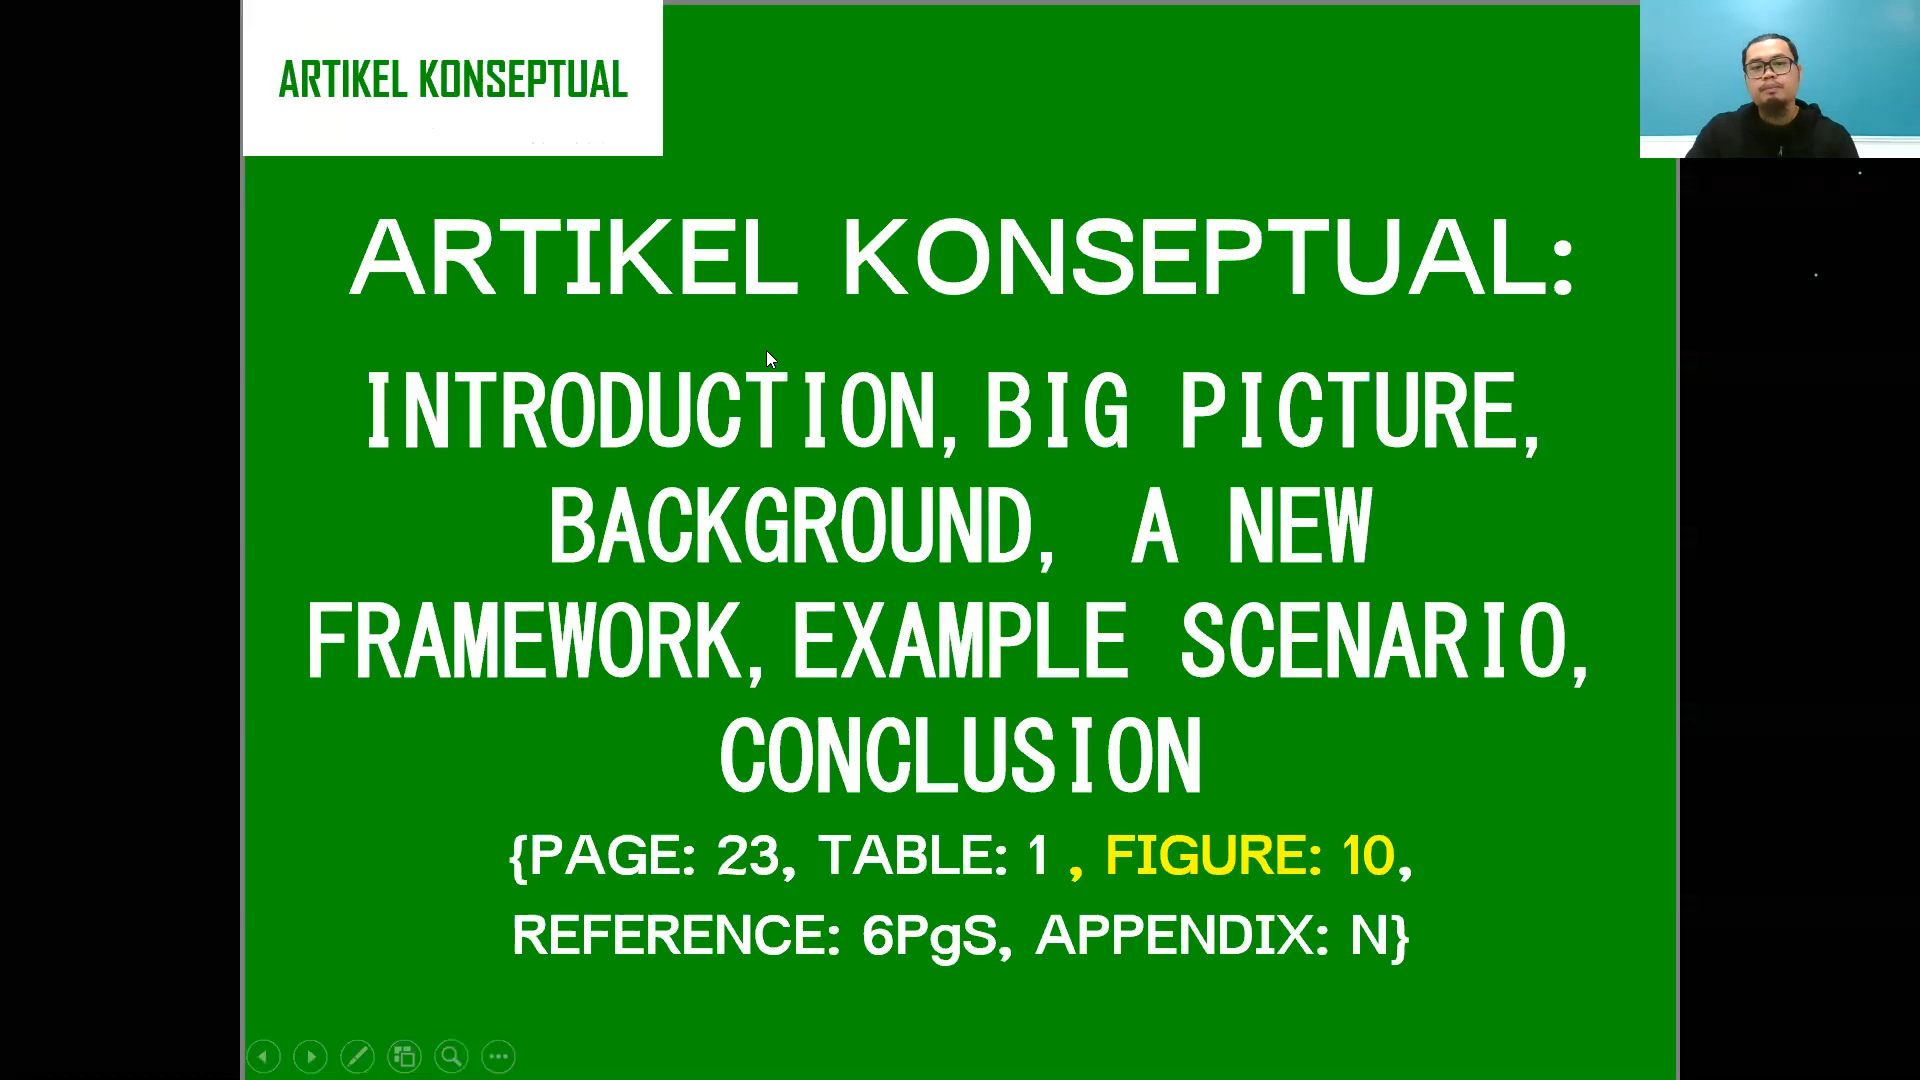 ARTIKEL KONSEPTUAL
ARTIKEL KONSEPTUAL:
INTRODUCTION, BIG PICTURE,
BACKGROUND, A NEW
FRAMEWORK, EXAMPLE SCENARIO,
CONCLUSION
{PAGE: 23, TABLE: 1 , FIGURE: 10,
REFERENCE: 6PgS, APPENDIX: N}